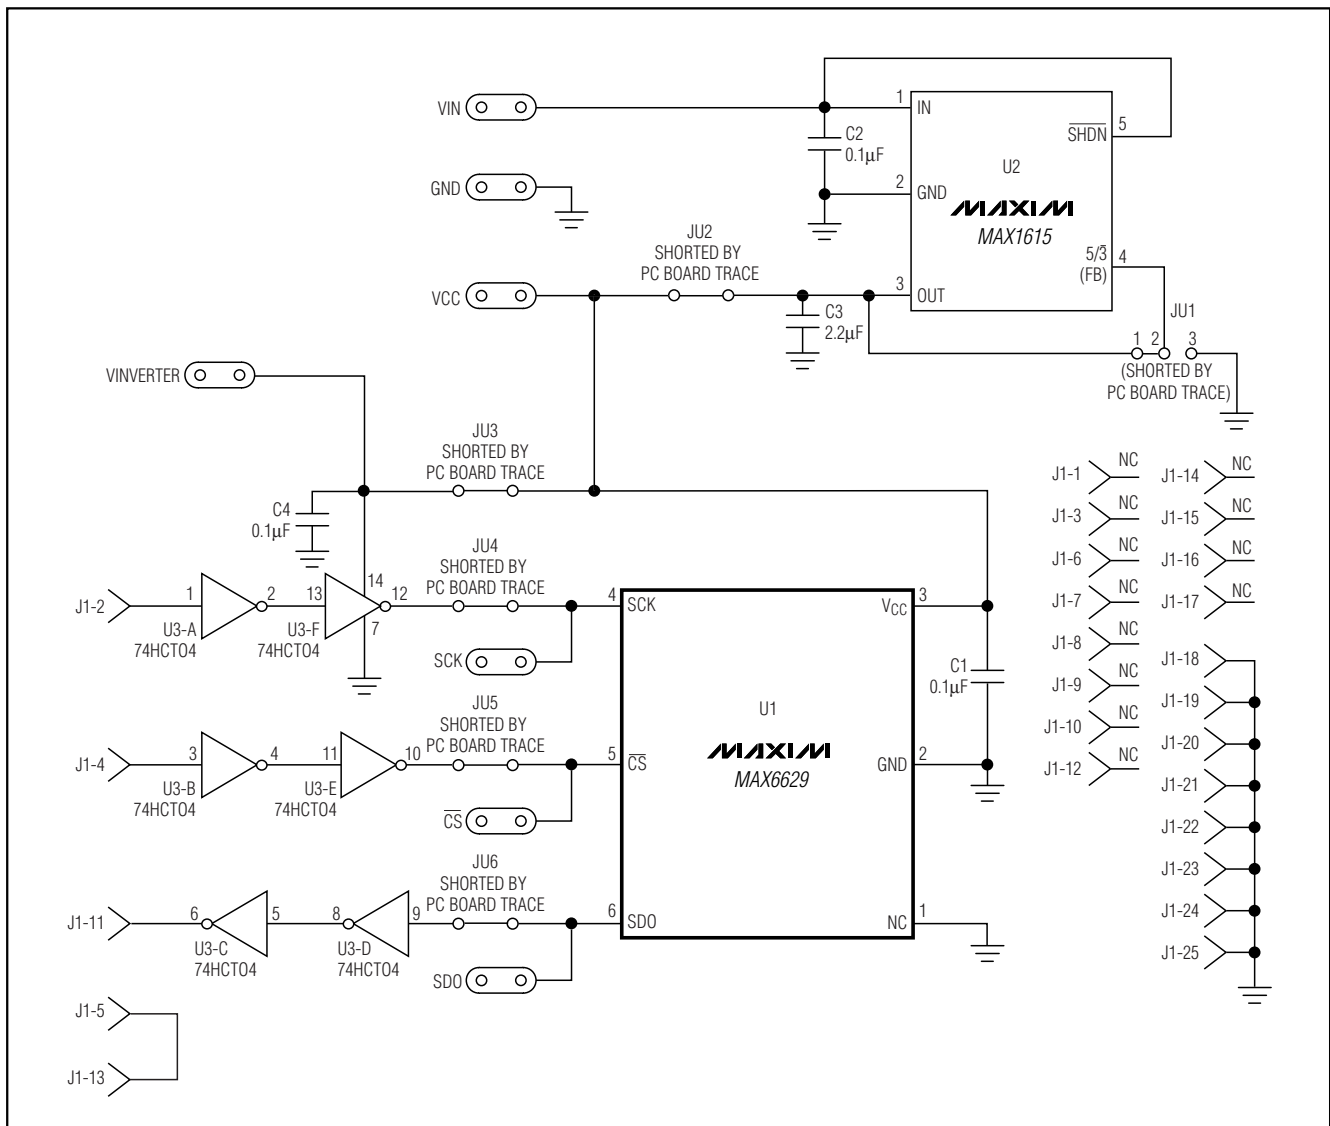 VIN
1
IN
C2
0.1µF
SHDN
5
U2
GND
2
GND
MAXIM
MAX1615
JU2
SHORTED BY
PC BOARD TRACE
5/3
(FB)
4
VCC
3
OUT
C3
2.2µF
JU1
1
2
3
(SHORTED BY
PC BOARD TRACE)
VINVERTER
JU3
SHORTED BY
PC BOARD TRACE
C4
0.1µF
JU4
SHORTED BY
PC BOARD TRACE
J1-2
1
2
13
14
12
7
U3-A
74HCTO4
U3-F
74HCTO4
4
SCK
SCK
VCC
3
C1
0.1µF
JU5
SHORTED BY
PC BOARD TRACE
U1
MAXIM
MAX6629
J1-4
3
4
11
10
U3-B
74HCTO4
U3-E
74HCTO4
5
CS
CS
GND
2
JU6
SHORTED BY
PC BOARD TRACE
J1-11
6
5
8
9
U3-C
74HCTO4
U3-D
74HCTO4
6
SDO
SDO
NC
1
J1-5
J1-13
J1-1
NC
J1-3
NC
J1-6
NC
J1-7
NC
J1-8
NC
J1-9
NC
J1-10
NC
J1-12
NC
J1-14
NC
J1-15
NC
J1-16
NC
J1-17
NC
J1-18
J1-19
J1-20
J1-21
J1-22
J1-23
J1-24
J1-25